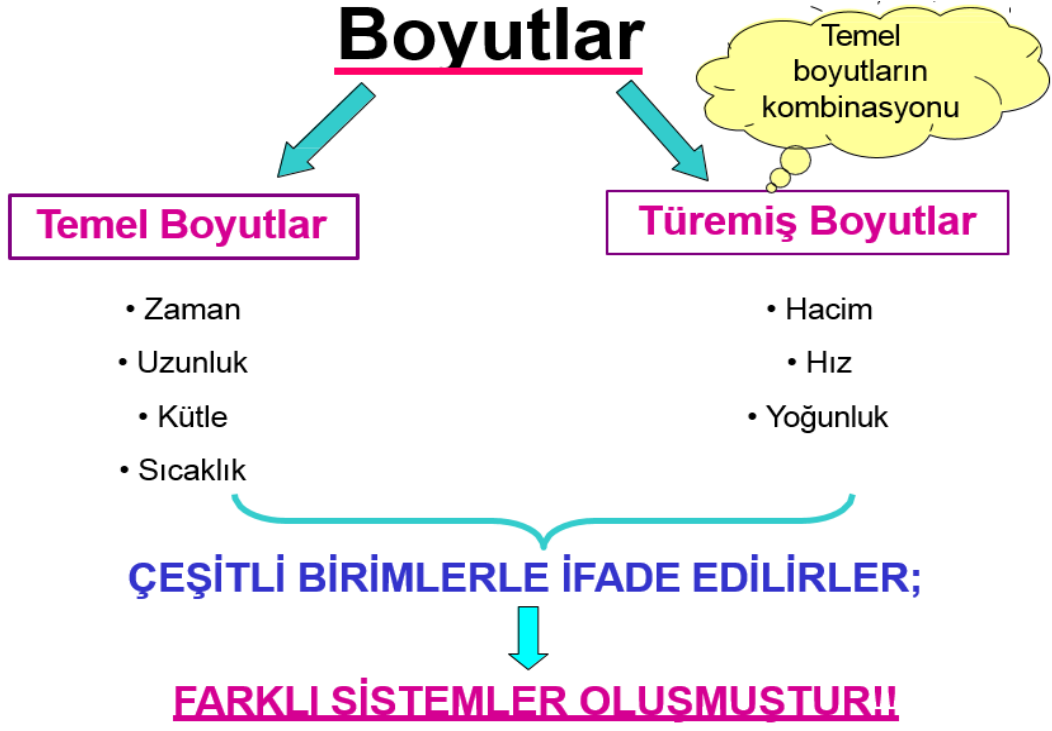 Boyutlar
Temel
boyutların
kombinasyonu
Temel Boyutlar
Türemiş Boyutlar
• Zaman
• Uzunluk
• Kütle
• Sıcaklık
• Hacim
• Hız
• Yoğunluk
ÇEŞİTLİ BİRİMLERLE İFADE EDİLİRLER;
FARKLI SİSTEMLER OLUŞMUŞTUR!!